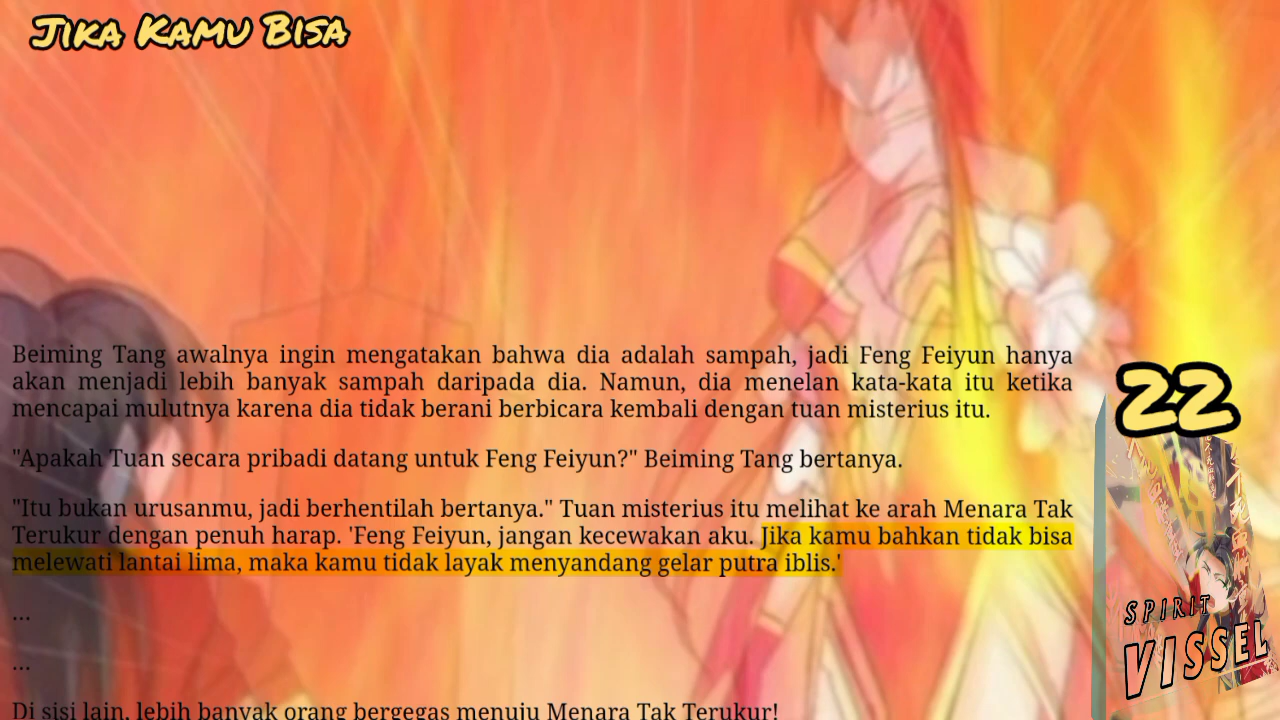 Jika Kamu Bisa
Beiming Tang awalnya ingin mengatakan bahwa dia adalah sampah, jadi Feng Feiyun hanya
akan menjadi lebih banyak sampah daripada dia. Namun, dia menelan kata-kata itu ketika
mencapai mulutnya karena dia tidak berani berbicara kembali dengan tuan misterius itu.
"Apakah Tuan secara pribadi datang untuk Feng Feiyun?" Beiming Tang bertanya.
"Itu bukan urusanmu, jadi berhentilah bertanya." Tuan misterius itu melihat ke arah Menara Tak
Terukur dengan penuh harap. 'Feng Feiyun, jangan kecewakan aku. Jika kamu bahkan tidak bisa
melewati lantai lima, maka kamu tidak layak menyandang gelar putra iblis.'
...
...
Di sisi lain, lebih banyak orang bergegas menuju Menara Tak Terukur!
22
SPIRIT
VISSEL